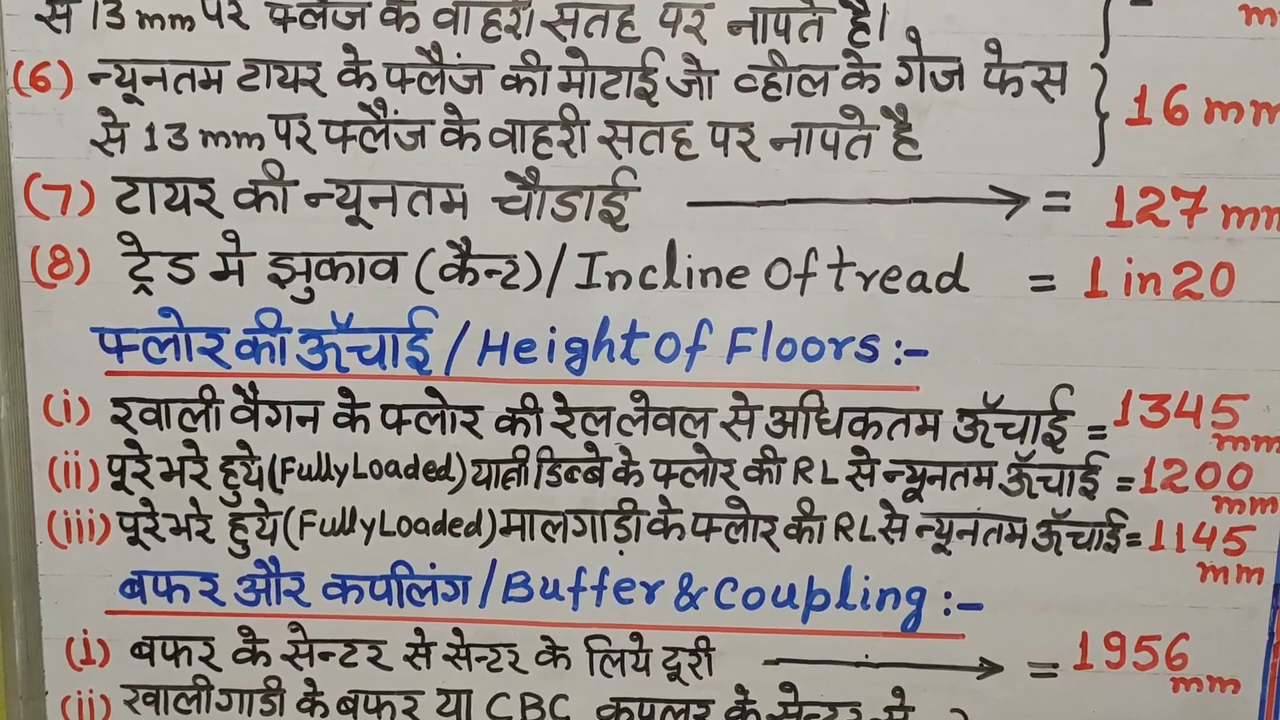 से 13 mm पर फ्लैंज के वाहरी सतह पर नापते है।
(6) न्यूनतम टायर के फ्लैंज की मोटाई जो व्हील के गेज फेस
से 13 mm पर फ्लैंज के वाहरी सतह पर नापते है } 16 mm
(7) टायर की न्यूनतम चौडाई → = 127 mm
(8) ट्रेड मे झुकाव (कैन्ट) / Incline Of tread = 1 in 20
फ्लोर की ऊॅचाई / Height of Floors :-
(i) खाली वैगन के फ्लोर की रेल लेवल से अधिकतम ऊॅचाई = 1345 mm
(ii) पूरे भरे हुये (Fully Loaded) यात्री डिब्बे के फ्लोर की RL से न्यूनतम ऊॅचाई = 1200 mm
(iii) पूरे भरे हुये (Fully Loaded) मालगाड़ी के फ्लोर की RL से न्यूनतम ऊॅचाई = 1145 mm
बफर और कपलिंग / Buffer & Coupling :-
(i) बफर के सेन्टर से सेन्टर के लिये दूरी → = 1956 mm
(ii) खाली गाडी के बफर या CBC कपलर के सेन्टर से